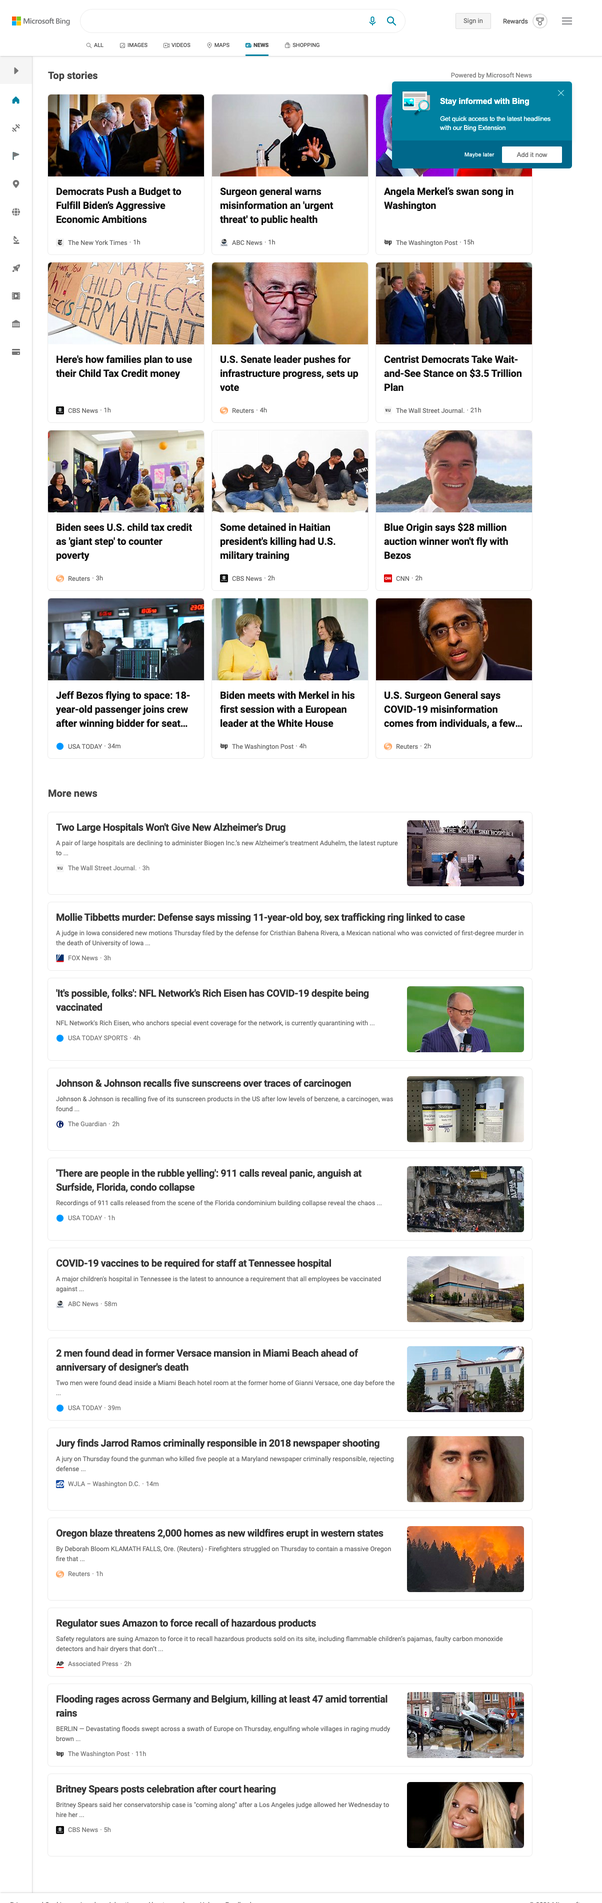 Microsoft Bing
Sign in
Rewards
ALL
IMAGES
VIDEOS
MAPS
NEWS
SHOPPING
Top stories
Powered by Microsoft News
Stay informed with Bing
Get quick access to the latest headlines
with our Bing Extension
Maybe later
Add it now
Democrats Push a Budget to
Fulfill Biden's Aggressive
Economic Ambitions
The New York Times · 1h
Surgeon general warns
misinformation an 'urgent
threat' to public health
ABC News · 1h
Angela Merkel's swan song in
Washington
The Washington Post · 15h
MAKE
CHILD CHECKS
PERMANENT
Here's how families plan to use
their Child Tax Credit money
CBS News · 1h
U.S. Senate leader pushes for
infrastructure progress, sets up
vote
Reuters · 4h
Centrist Democrats Take Wait-
and-See Stance on $3.5 Trillion
Plan
The Wall Street Journal. · 21h
Biden sees U.S. child tax credit
as 'giant step' to counter
poverty
Reuters · 3h
Some detained in Haitian
president's killing had U.S.
military training
CBS News · 2h
Blue Origin says $28 million
auction winner won't fly with
Bezos
CNN · 2h
Jeff Bezos flying to space: 18-
year-old passenger joins crew
after winning bidder for seat...
USA TODAY · 34m
Biden meets with Merkel in his
first session with a European
leader at the White House
The Washington Post · 4h
U.S. Surgeon General says
COVID-19 misinformation
comes from individuals, a few...
Reuters · 2h
More news
Two Large Hospitals Won't Give New Alzheimer's Drug
A pair of large hospitals are declining to administer Biogen Inc.'s new Alzheimer's treatment Aduhelm, the latest rupture
to ...
The Wall Street Journal. · 3h
THE MOUNT SINAI HOSPITAL
Mollie Tibbetts murder: Defense says missing 11-year-old boy, sex trafficking ring linked to case
A judge in Iowa considered new motions Thursday filed by the defense for Cristhian Bahena Rivera, a Mexican national who was convicted of first-degree murder in
the death of University of Iowa ...
FOX News · 3h
'It's possible, folks': NFL Network's Rich Eisen has COVID-19 despite being
vaccinated
NFL Network's Rich Eisen, who anchors special event coverage for the network, is currently quarantining with ...
USA TODAY SPORTS · 4h
Johnson & Johnson recalls five sunscreens over traces of carcinogen
Johnson & Johnson is recalling five of its sunscreen products in the US after low levels of benzene, a carcinogen, was
found ...
The Guardian · 2h
'There are people in the rubble yelling': 911 calls reveal panic, anguish at
Surfside, Florida, condo collapse
Recordings of 911 calls released from the scene of the Florida condominium building collapse reveal the chaos ...
USA TODAY · 1h
COVID-19 vaccines to be required for staff at Tennessee hospital
A major children's hospital in Tennessee is the latest to announce a requirement that all employees be vaccinated
against ...
ABC News · 58m
2 men found dead in former Versace mansion in Miami Beach ahead of
anniversary of designer's death
Two men were found dead inside a Miami Beach hotel room at the former home of Gianni Versace, one day before the
...
USA TODAY · 39m
Jury finds Jarrod Ramos criminally responsible in 2018 newspaper shooting
A jury on Thursday found the gunman who killed five people at a Maryland newspaper criminally responsible, rejecting
defense ...
WJLA – Washington D.C. · 14m
Oregon blaze threatens 2,000 homes as new wildfires erupt in western states
By Deborah Bloom KLAMATH FALLS, Ore. (Reuters) - Firefighters struggled on Thursday to contain a massive Oregon
fire that ...
Reuters · 1h
Regulator sues Amazon to force recall of hazardous products
Safety regulators are suing Amazon to force it to recall hazardous products sold on its site, including flammable children's pajamas, faulty carbon monoxide
detectors and hair dryers that don't ...
AP Associated Press · 2h
Flooding rages across Germany and Belgium, killing at least 47 amid torrential
rains
BERLIN — Devastating floods swept across a swath of Europe on Thursday, engulfing whole villages in raging muddy
brown ...
The Washington Post · 11h
Britney Spears posts celebration after court hearing
Britney Spears said her conservatorship case is "coming along" after a Los Angeles judge allowed her Wednesday to
hire her ...
CBS News · 5h